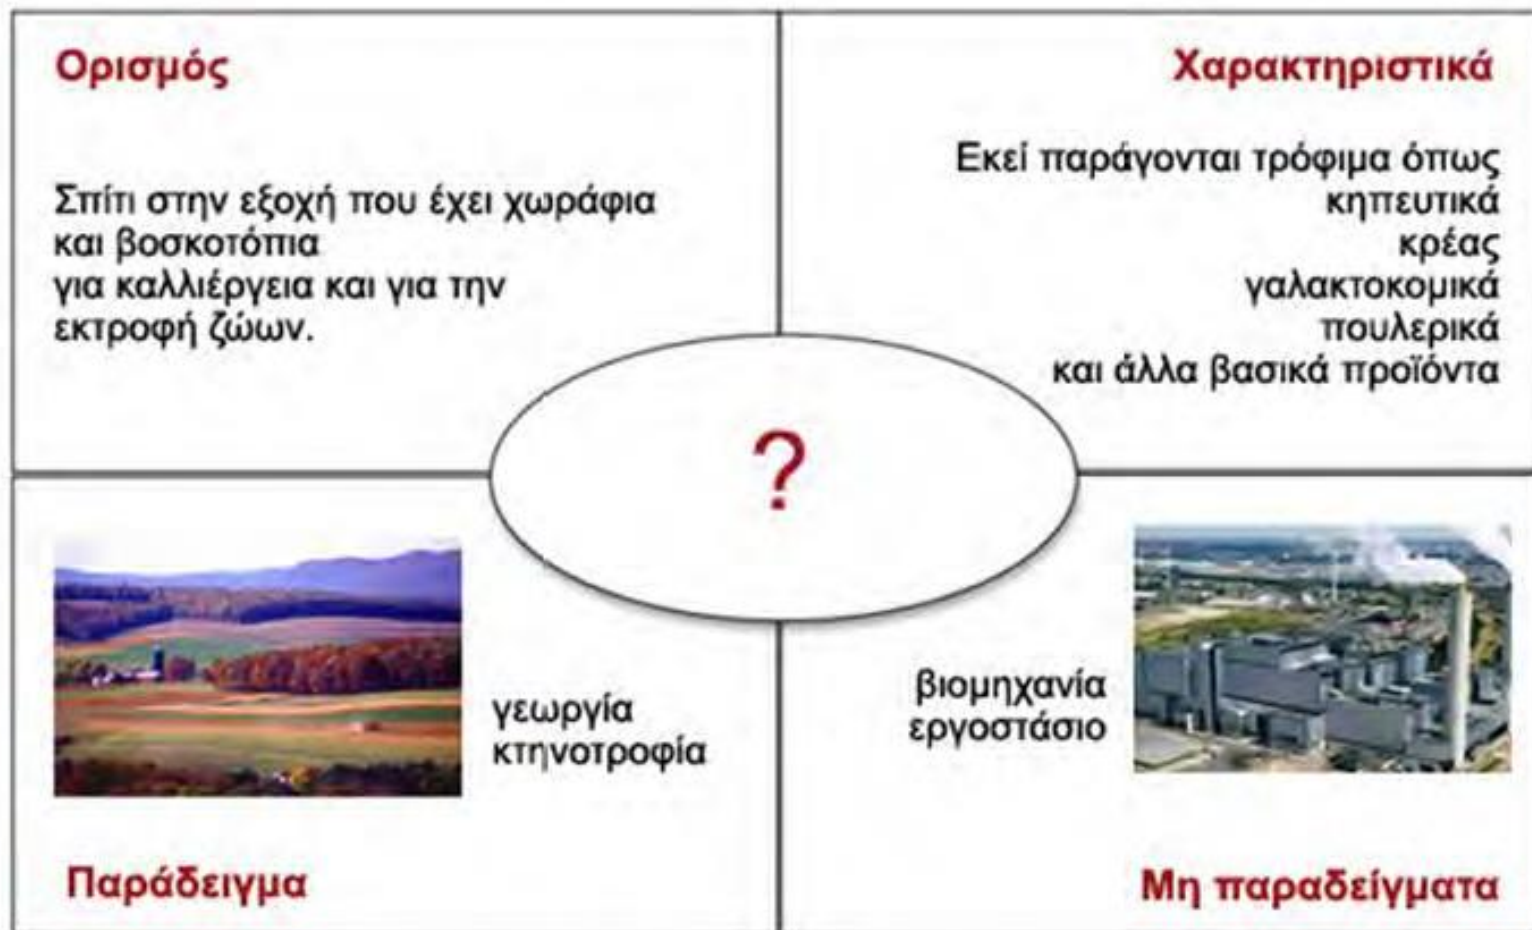 Ορισμός
Σπίτι στην εξοχή που έχει χωράφια
και βοσκοτόπια
για καλλιέργεια και για την
εκτροφή ζώων.
Χαρακτηριστικά
Εκεί παράγονται τρόφιμα όπως
κηπευτικά
κρέας
γαλακτοκομικά
πουλερικά
και άλλα βασικά προϊόντα
?
γεωργία
κτηνοτροφία
Παράδειγμα
βιομηχανία
εργοστάσιο
Μη παραδείγματα